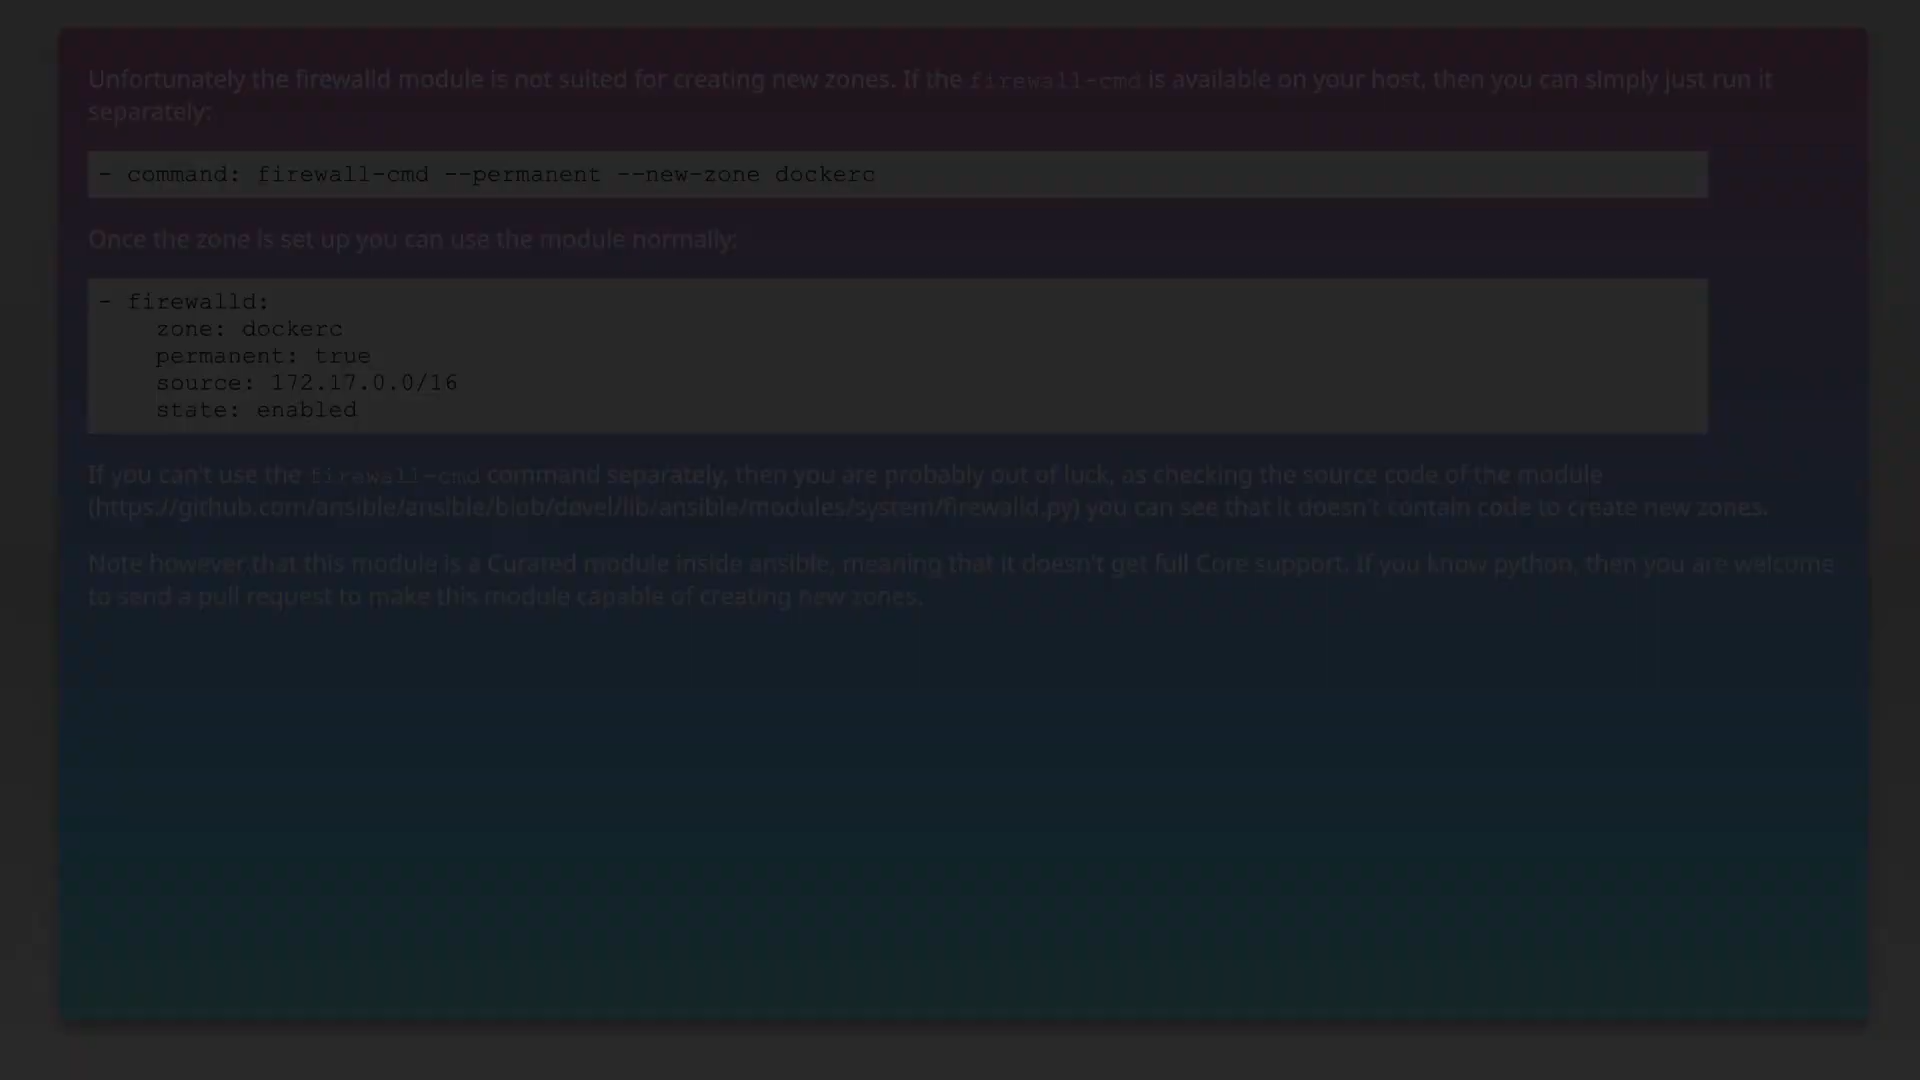 Unfortunately the firewalld module is not suited for creating new zones. If the firewall-cmd is available on your host, then you can simply just run it
separately:
- command: firewall-cmd --permanent --new-zone dockerc
Once the zone is set up you can use the module normally:
- firewalld:
    zone: dockerc
    permanent: true
    source: 172.17.0.0/16
    state: enabled
If you can't use the firewall-cmd command separately, then you are probably out of luck, as checking the source code of the module
(https://github.com/ansible/ansible/blob/devel/lib/ansible/modules/system/firewalld.py) you can see that it doesn't contain code to create new zones.
Note however that this module is a Curated module inside ansible, meaning that it doesn't get full Core support. If you know python, then you are welcome
to send a pull request to make this module capable of creating new zones.